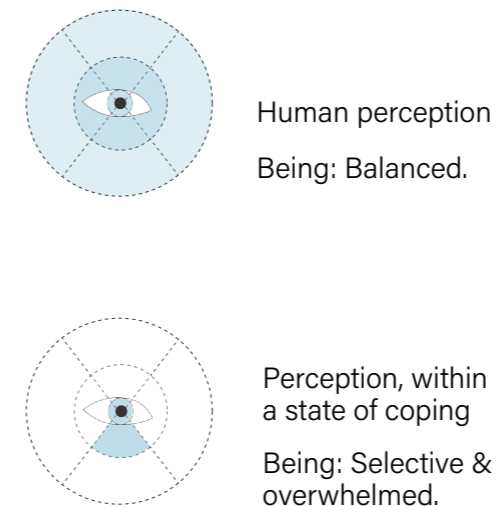 Human perception
Being: Balanced.
Perception, within
a state of coping
Being: Selective &
overwhelmed.